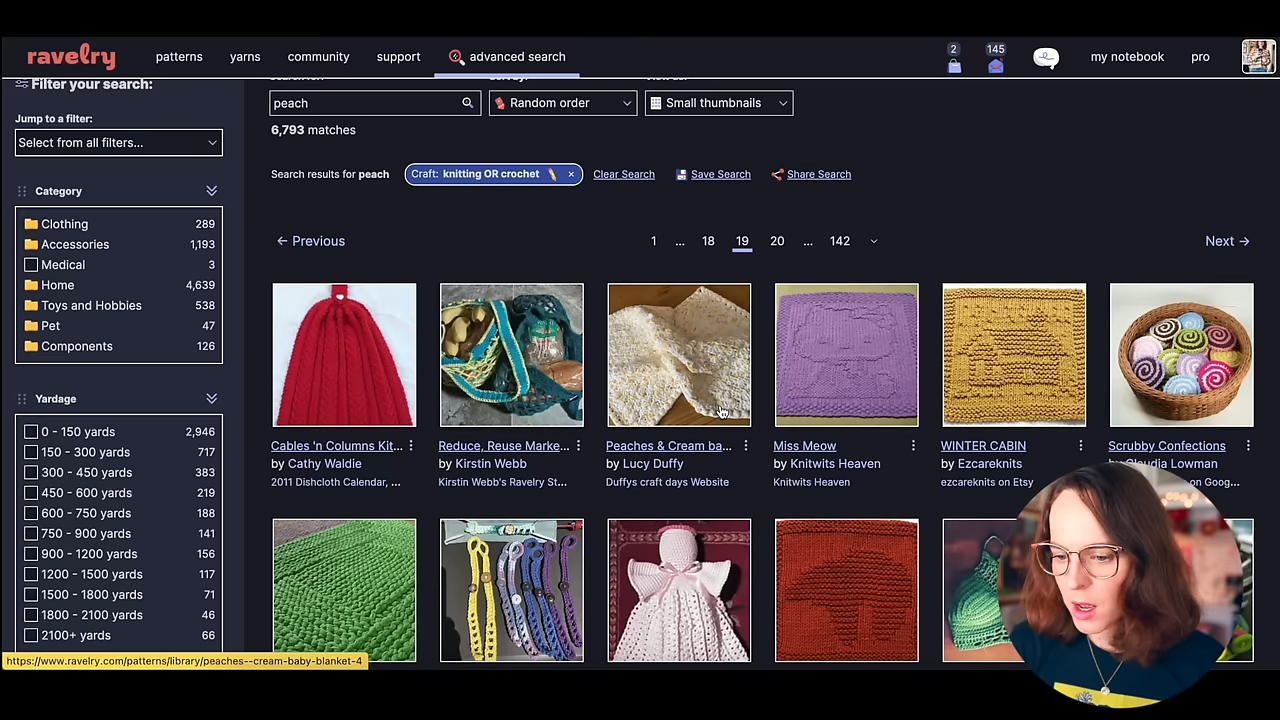 ravelry
patterns
yarns
community
support
advanced search
2
145
my notebook
pro
Filter your search:
Jump to a filter:
Select from all filters...
Category
Clothing 289
Accessories 1,193
Medical 3
Home 4,639
Toys and Hobbies 538
Pet 47
Components 126
Yardage
0 - 150 yards 2,946
150 - 300 yards 717
300 - 450 yards 383
450 - 600 yards 219
600 - 750 yards 188
750 - 900 yards 141
900 - 1200 yards 156
1200 - 1500 yards 117
1500 - 1800 yards 71
1800 - 2100 yards 46
2100+ yards 66
https://www.ravelry.com/patterns/library/peaches--cream-baby-blanket-4
peach
Random order
Small thumbnails
6,793 matches
Search results for peach
Craft: knitting OR crochet ×
Clear Search
Save Search
Share Search
← Previous
1 ... 18 19 20 ... 142
Next →
Cables 'n Columns Kit...
by Cathy Waldie
2011 Dishcloth Calendar, ...
Reduce, Reuse Marke...
by Kirstin Webb
Kirstin Webb's Ravelry St...
Peaches & Cream ba...
by Lucy Duffy
Duffys craft days Website
Miss Meow
by Knitwits Heaven
Knitwits Heaven
WINTER CABIN
by Ezcareknits
ezcareknits on Etsy
Scrubby Confections
by Claudia Lowman
on Goog...